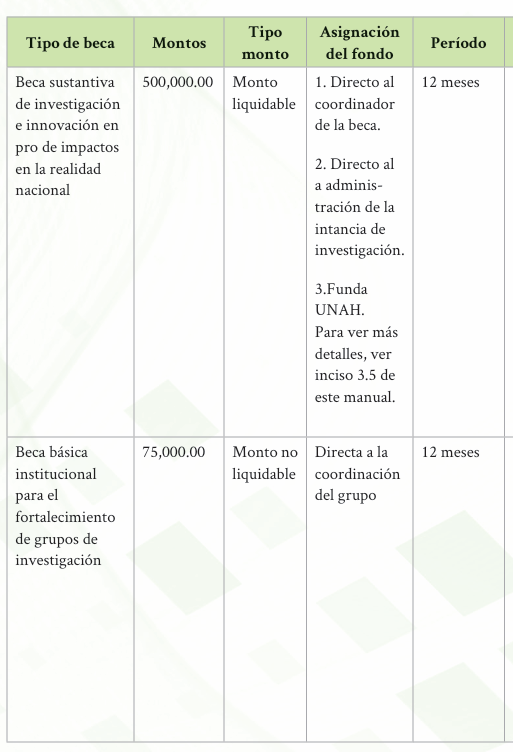 Tipo de beca
Montos
Tipo
monto
Asignación
del fondo
Período
Beca sustantiva
de investigación
e innovación en
pro de impactos
en la realidad
nacional
500,000.00
Monto
liquidable
1. Directo al
coordinador
de la beca.
2. Directo al
a adminis-
tración de la
intancia de
investigación.
3.Funda
UNAH.
Para ver más
detalles, ver
inciso 3.5 de
este manual.
12 meses
Beca básica
institucional
para el
fortalecimiento
de grupos de
investigación
75,000.00
Monto no
liquidable
Directa a la
coordinación
del grupo
12 meses